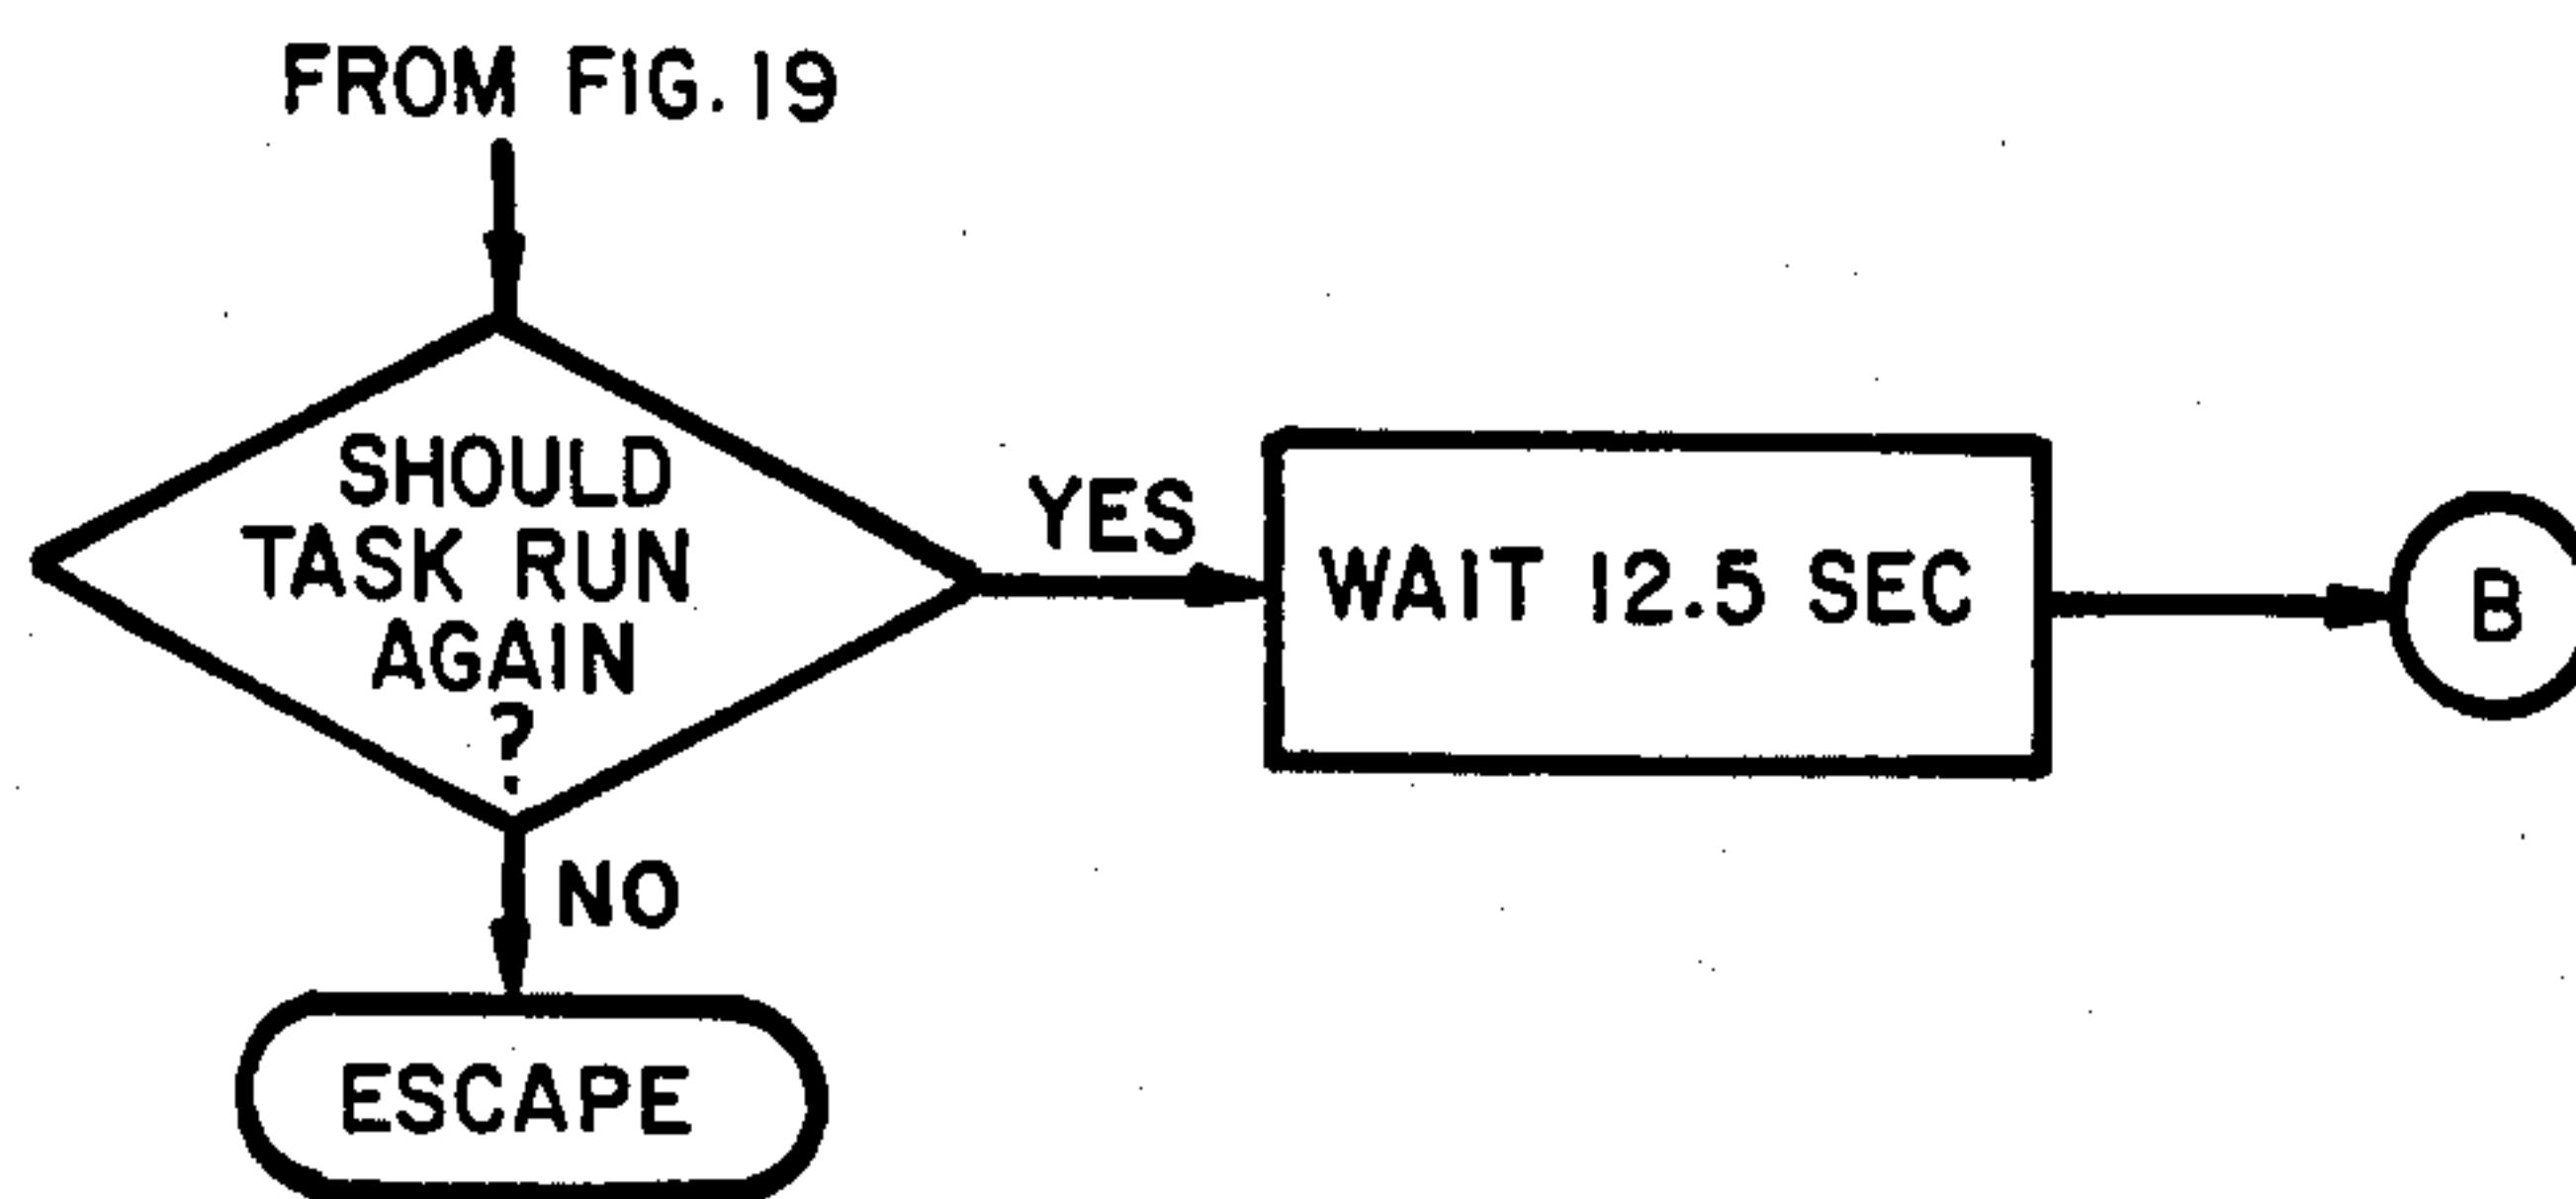 FROM FIG. 19
SHOULD
TASK RUN
AGAIN
?
YES
WAIT 12.5 SEC
B
NO
ESCAPE